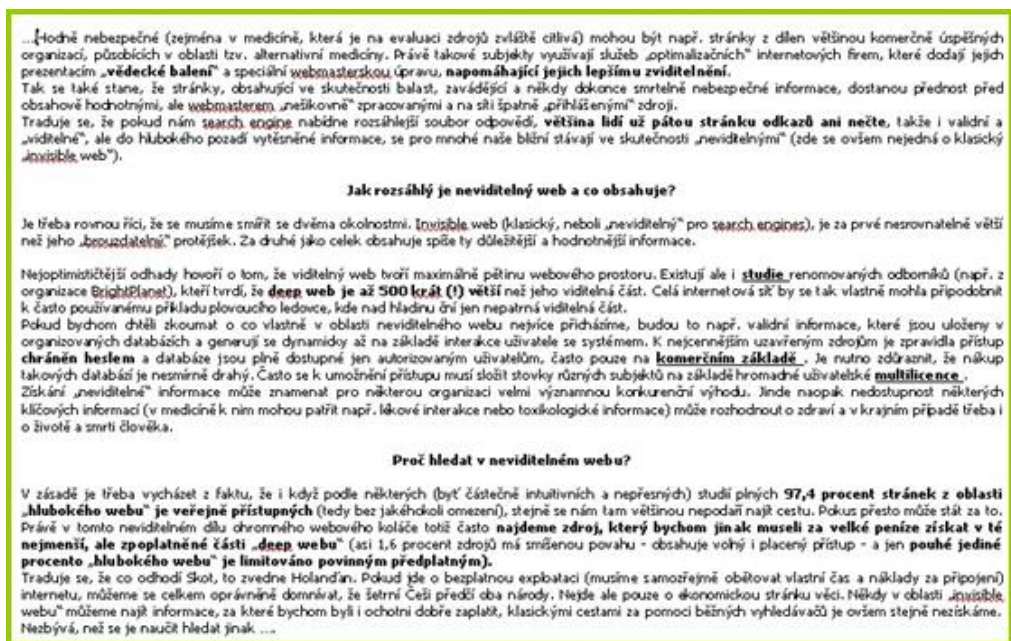 ...Hodně nebezpečné (zejména v medicíně, která je na evaluaci zdrojů zvláště citlivá) mohou být např. stránky z dílen většinou komerčně úspěšných
organizací, působících v oblasti tzv. alternativní medicíny. Právě takové subjekty využívají služeb „optimalizačních" internetových firem, které dodají jejich
prezentacím „vědecké balení" a speciální webmasterskou úpravu, napomáhající jejich lepšímu zviditelnění.
Tak se také stane, že stránky, obsahující ve skutečnosti balast, zavádějící a někdy dokonce smrtelně nebezpečné informace, dostanou přednost před
obsahově hodnotnými, ale webmasterem „nešikovně" zpracovanými a na síti špatně „přihlášenými" zdroji.
Traduje se, že pokud nám search engine nabídne rozsáhlejší soubor odpovědí, většina lidí už pátou stránku odkazů ani nečte, takže i validní a
„viditelné", ale do hlubokého pozadí vytěsněné informace, se pro mnohé naše bližní stávají ve skutečnosti „neviditelnými" (zde se ovšem nejedná o klasický
„invisible web").
Jak rozsáhlý je neviditelný web a co obsahuje?
Je třeba rovnou říci, že se musíme smířit se dvěma okolnostmi. Invisible web (klasický, neboli „neviditelný" pro search engines), je za prvé nesrovnatelně větší
než jeho „brouzdatelný" protějšek. Za druhé jako celek obsahuje spíše ty důležitější a hodnotnější informace.
Nejoptimističtější odhady hovoří o tom, že viditelný web tvoří maximálně pětinu webového prostoru. Existují ale i studie renomovaných odborníků (např. z
organizace BrightPlanet), kteří tvrdí, že deep web je až 500 krát (!) větší než jeho viditelná část. Celá internetová síť by se tak vlastně mohla připodobnit
k často používanému příkladu plovoucího ledovce, kde nad hladinu ční jen nepatrná viditelná část.
Pokud bychom chtěli zkoumat o co vlastně v oblasti neviditelného webu nejvíce přicházíme, budou to např. validní informace, které jsou uloženy v
organizovaných databázích a generují se dynamicky až na základě interakce uživatele se systémem. K nejcennějším uzavřeným zdrojům je zpravidla přístup
chráněn heslem a databáze jsou plně dostupné jen autorizovaným uživatelům, často pouze na komerčním základě . Je nutno zdůraznit, že nákup
takových databází je nesmírně drahý. Často se k umožnění přístupu musí složit stovky různých subjektů na základě hromadné uživatelské multilicence .
Získání „neviditelné" informace může znamenat pro některou organizaci velmi významnou konkurenční výhodu. Jinde naopak nedostupnost některých
klíčových informací (v medicíně k nim mohou patřit např. lékové interakce nebo toxikologické informace) může rozhodnout o zdraví a v krajním případě třeba i
o životě a smrti člověka.
Proč hledat v neviditelném webu?
V zásadě je třeba vycházet z faktu, že i když podle některých (byť částečně intuitivních a nepřesných) studií plných 97,4 procent stránek z oblasti
„hlubokého webu" je veřejně přístupných (tedy bez jakéhokoli omezení), stejně se nám tam většinou nepodaří najít cestu. Pokus přesto může stát za to.
Právě v tomto neviditelném dílu ohromného webového koláče totiž často najdeme zdroj, který bychom jinak museli za velké peníze získat v té
nejmenší, ale zpoplatněné části „deep webu" (asi 1,6 procent zdrojů má smíšenou povahu - obsahuje volný i placený přístup - a jen pouhé jediné
procento „hlubokého webu" je limitováno povinným předplatným).
Traduje se, že co odhodí Skot, to zvedne Holanďan. Pokud jde o bezplatnou exploataci (musíme samozřejmě obětovat vlastní čas a náklady za připojení)
internetu, můžeme se celkem oprávněně domnívat, že šetrní Češi předčí oba národy. Nejde ale pouze o ekonomickou stránku věci. Někdy v oblasti „invisible
webu" můžeme najít informace, za které bychom byli i ochotni dobře zaplatit, klasickými cestami za pomoci běžných vyhledávačů je ovšem stejně nezískáme.
Nezbývá, než se je naučit hledat jinak ....